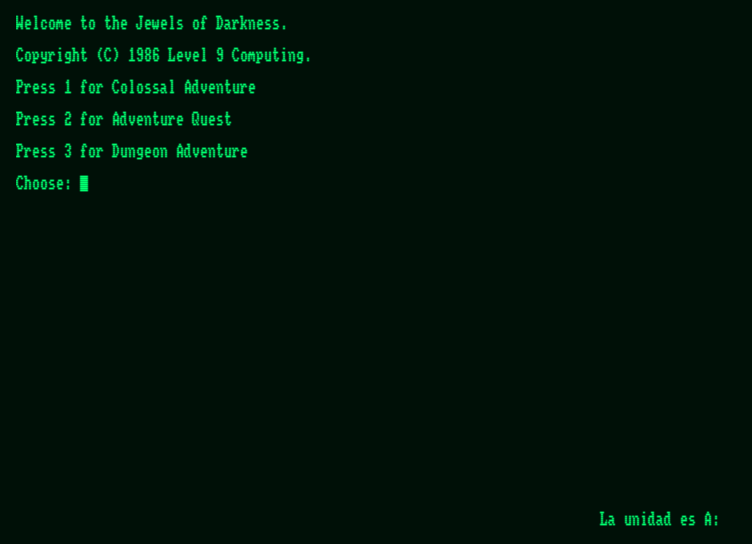 Welcome to the Jewels of Darkness.
Copyright (C) 1986 Level 9 Computing.
Press 1 for Colossal Adventure
Press 2 for Adventure Quest
Press 3 for Dungeon Adventure
Choose:
La unidad es A: